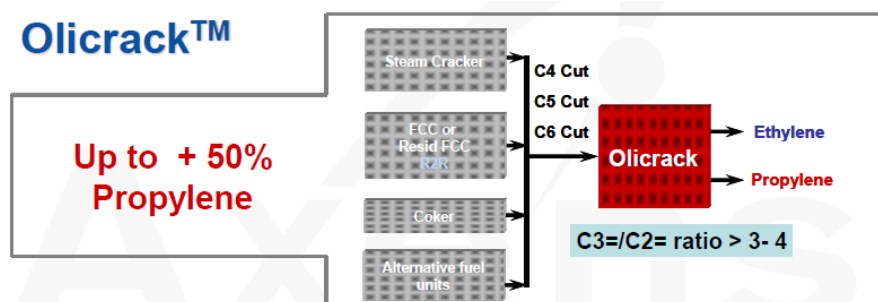 Olicrack™
Up to + 50%
Propylene
Steam Cracker
FCC or
Resid FCC
R2R
Coker
Alternative fuel
units
C4 Cut
C5 Cut
C6 Cut
Olicrack
Ethylene
Propylene
C3=/C2= ratio > 3- 4
Axens